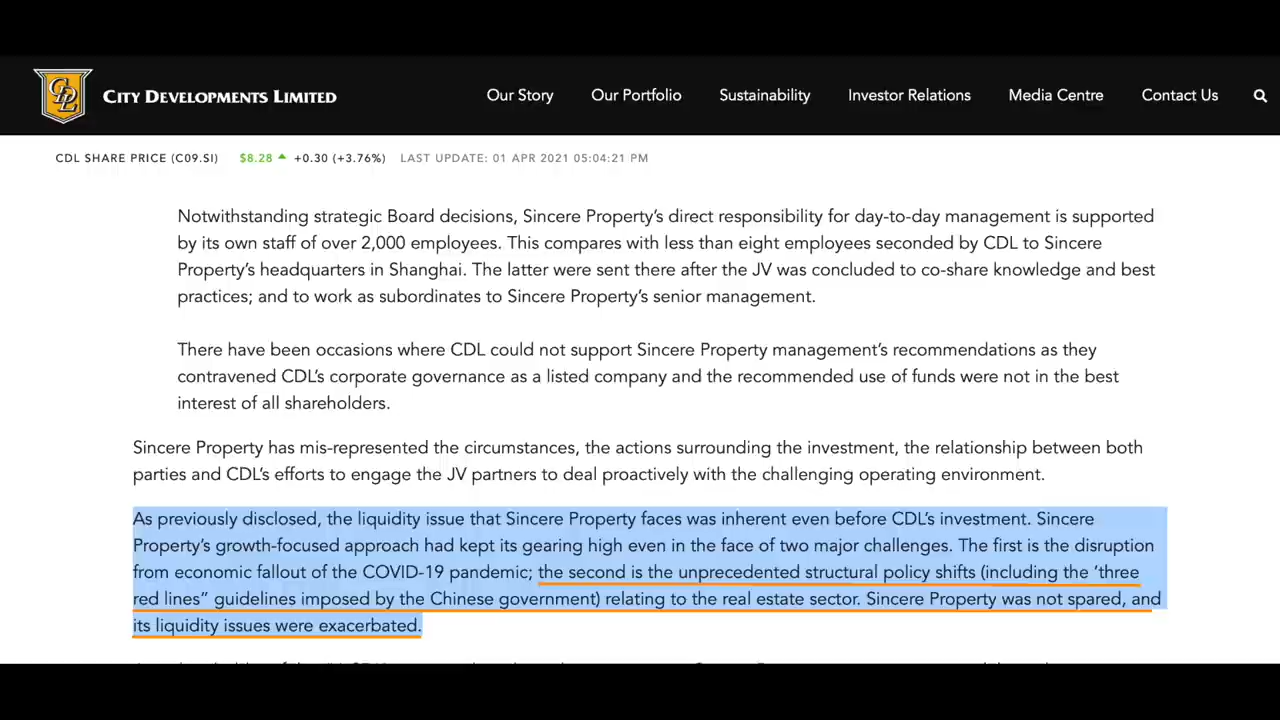 CDL
CITY DEVELOPMENTS LIMITED
Our Story
Our Portfolio
Sustainability
Investor Relations
Media Centre
Contact Us
CDL SHARE PRICE (C09.SI) $8.28 +0.30 (+3.76%) LAST UPDATE: 01 APR 2021 05:04:21 PM
Notwithstanding strategic Board decisions, Sincere Property's direct responsibility for day-to-day management is supported
by its own staff of over 2,000 employees. This compares with less than eight employees seconded by CDL to Sincere
Property's headquarters in Shanghai. The latter were sent there after the JV was concluded to co-share knowledge and best
practices; and to work as subordinates to Sincere Property's senior management.
There have been occasions where CDL could not support Sincere Property management's recommendations as they
contravened CDL's corporate governance as a listed company and the recommended use of funds were not in the best
interest of all shareholders.
Sincere Property has mis-represented the circumstances, the actions surrounding the investment, the relationship between both
parties and CDL's efforts to engage the JV partners to deal proactively with the challenging operating environment.
As previously disclosed, the liquidity issue that Sincere Property faces was inherent even before CDL's investment. Sincere
Property's growth-focused approach had kept its gearing high even in the face of two major challenges. The first is the disruption
from economic fallout of the COVID-19 pandemic; the second is the unprecedented structural policy shifts (including the ‘three
red lines” guidelines imposed by the Chinese government) relating to the real estate sector. Sincere Property was not spared, and
its liquidity issues were exacerbated.